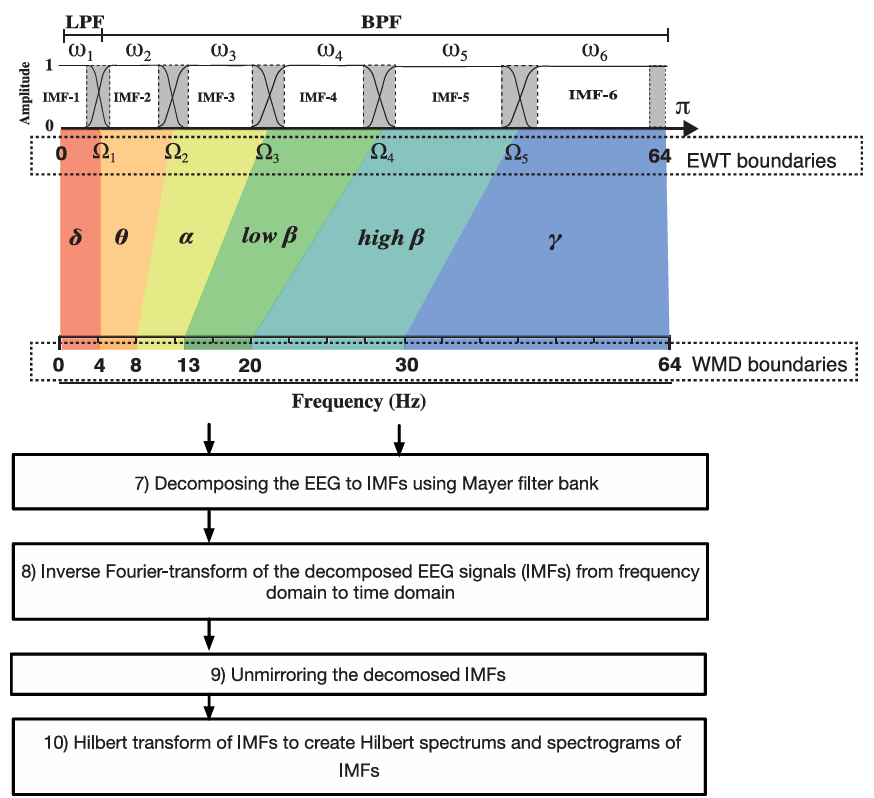 LPF BPF
ω1 ω2 ω3 ω4 ω5 ω6
Amplitude
1
IMF-1 IMF-2 IMF-3 IMF-4 IMF-5 IMF-6
π
0
0 Ω1 Ω2 Ω3 Ω4 Ω5 64 EWT boundaries
δ θ α low β high β γ
0 4 8 13 20 30 64 WMD boundaries
Frequency (Hz)
7) Decomposing the EEG to IMFs using Mayer filter bank
8) Inverse Fourier-transform of the decomposed EEG signals (IMFs) from frequency
domain to time domain
9) Unmirroring the decomosed IMFs
10) Hilbert transform of IMFs to create Hilbert spectrums and spectrograms of
IMFs